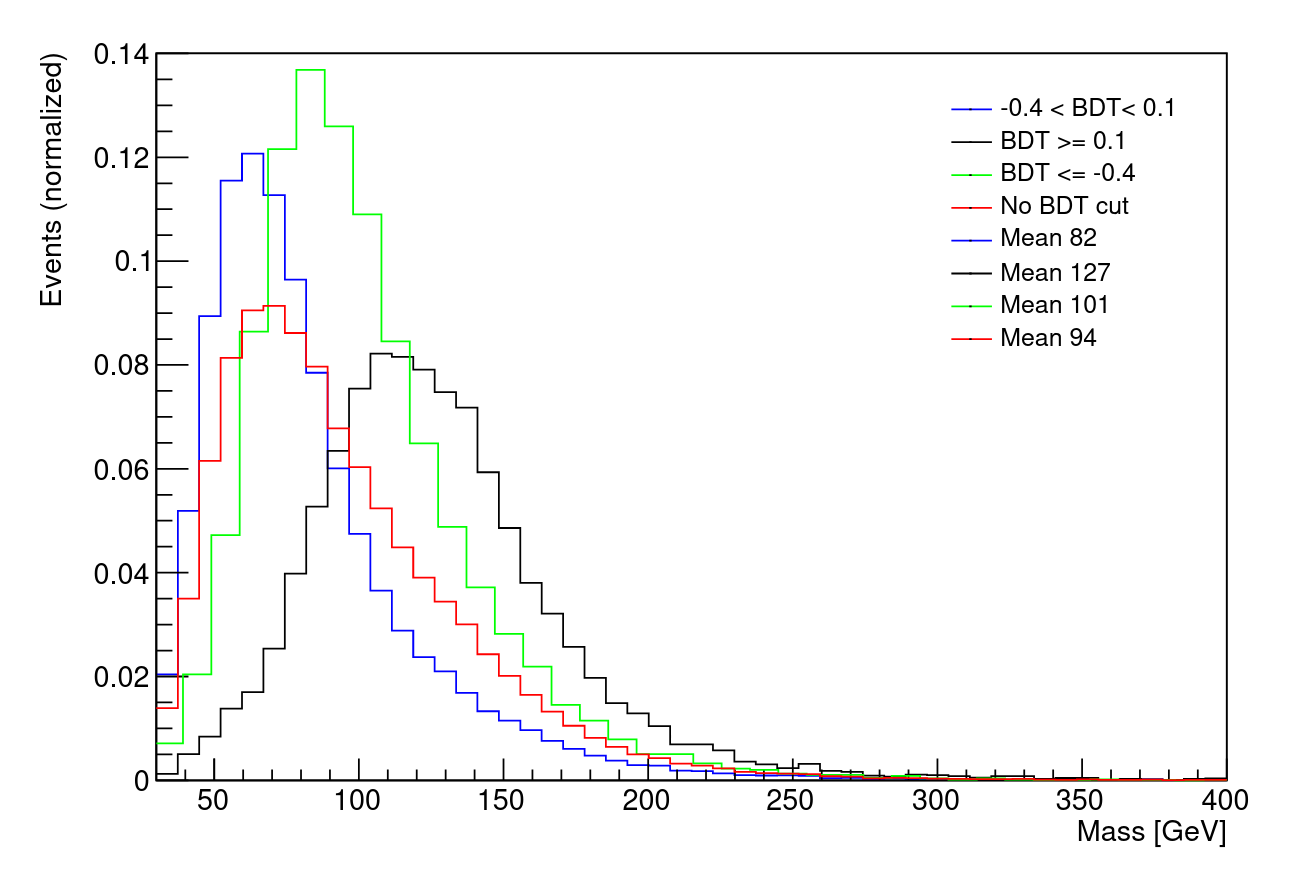 Events (normalized)
0.14
0.12
0.1
0.08
0.06
0.04
0.02
0
-0.4 < BDT< 0.1
BDT >= 0.1
BDT <= -0.4
No BDT cut
Mean 82
Mean 127
Mean 101
Mean 94
50 100 150 200 250 300 350 400
Mass [GeV]